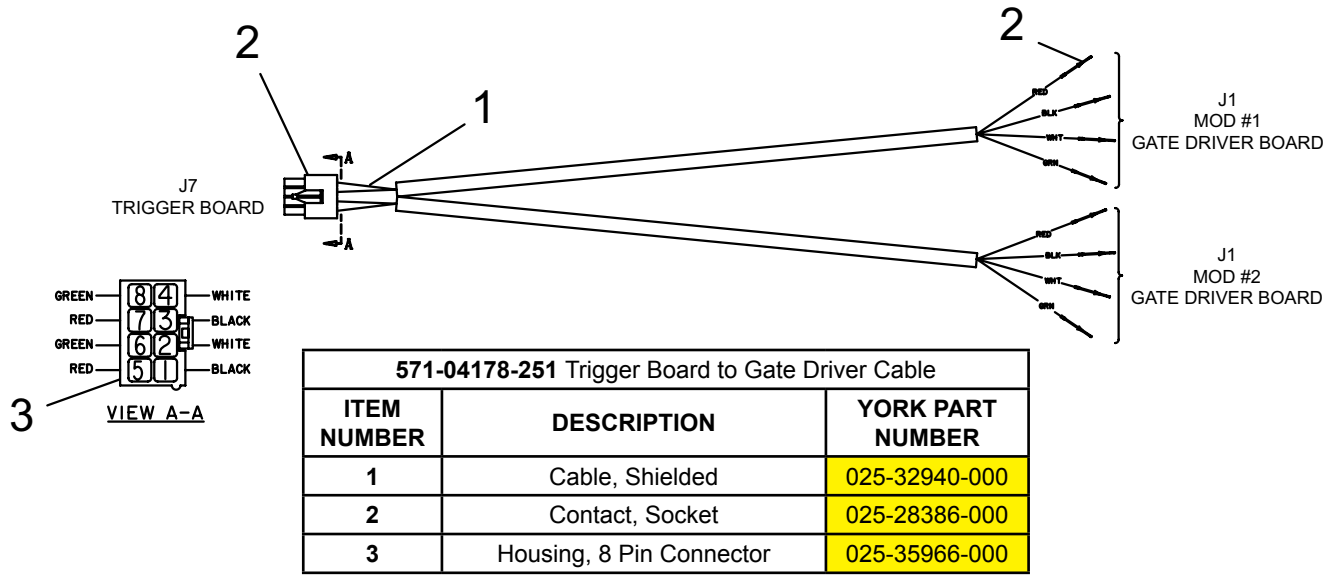 2
2
1
RED
BLK
WHT
GRN
J1
MOD #1
GATE DRIVER BOARD
A
J7
TRIGGER BOARD
A
RED
BLK
WHT
GRN
J1
MOD #2
GATE DRIVER BOARD
GREEN 8 4 WHITE
RED 7 3 BLACK
GREEN 6 2 WHITE
RED 5 1 BLACK
3
VIEW A-A
571-04178-251 Trigger Board to Gate Driver Cable
ITEM NUMBER DESCRIPTION YORK PART NUMBER
1 Cable, Shielded 025-32940-000
2 Contact, Socket 025-28386-000
3 Housing, 8 Pin Connector 025-35966-000